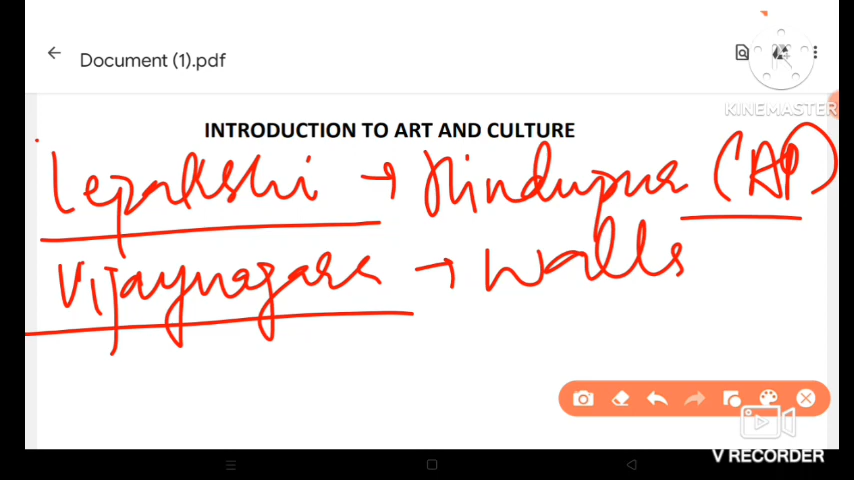 Document (1).pdf
KINEMASTER
INTRODUCTION TO ART AND CULTURE
Lepakshi → Hindupur (AP)
Vijaynagara → Walls
V RECORDER